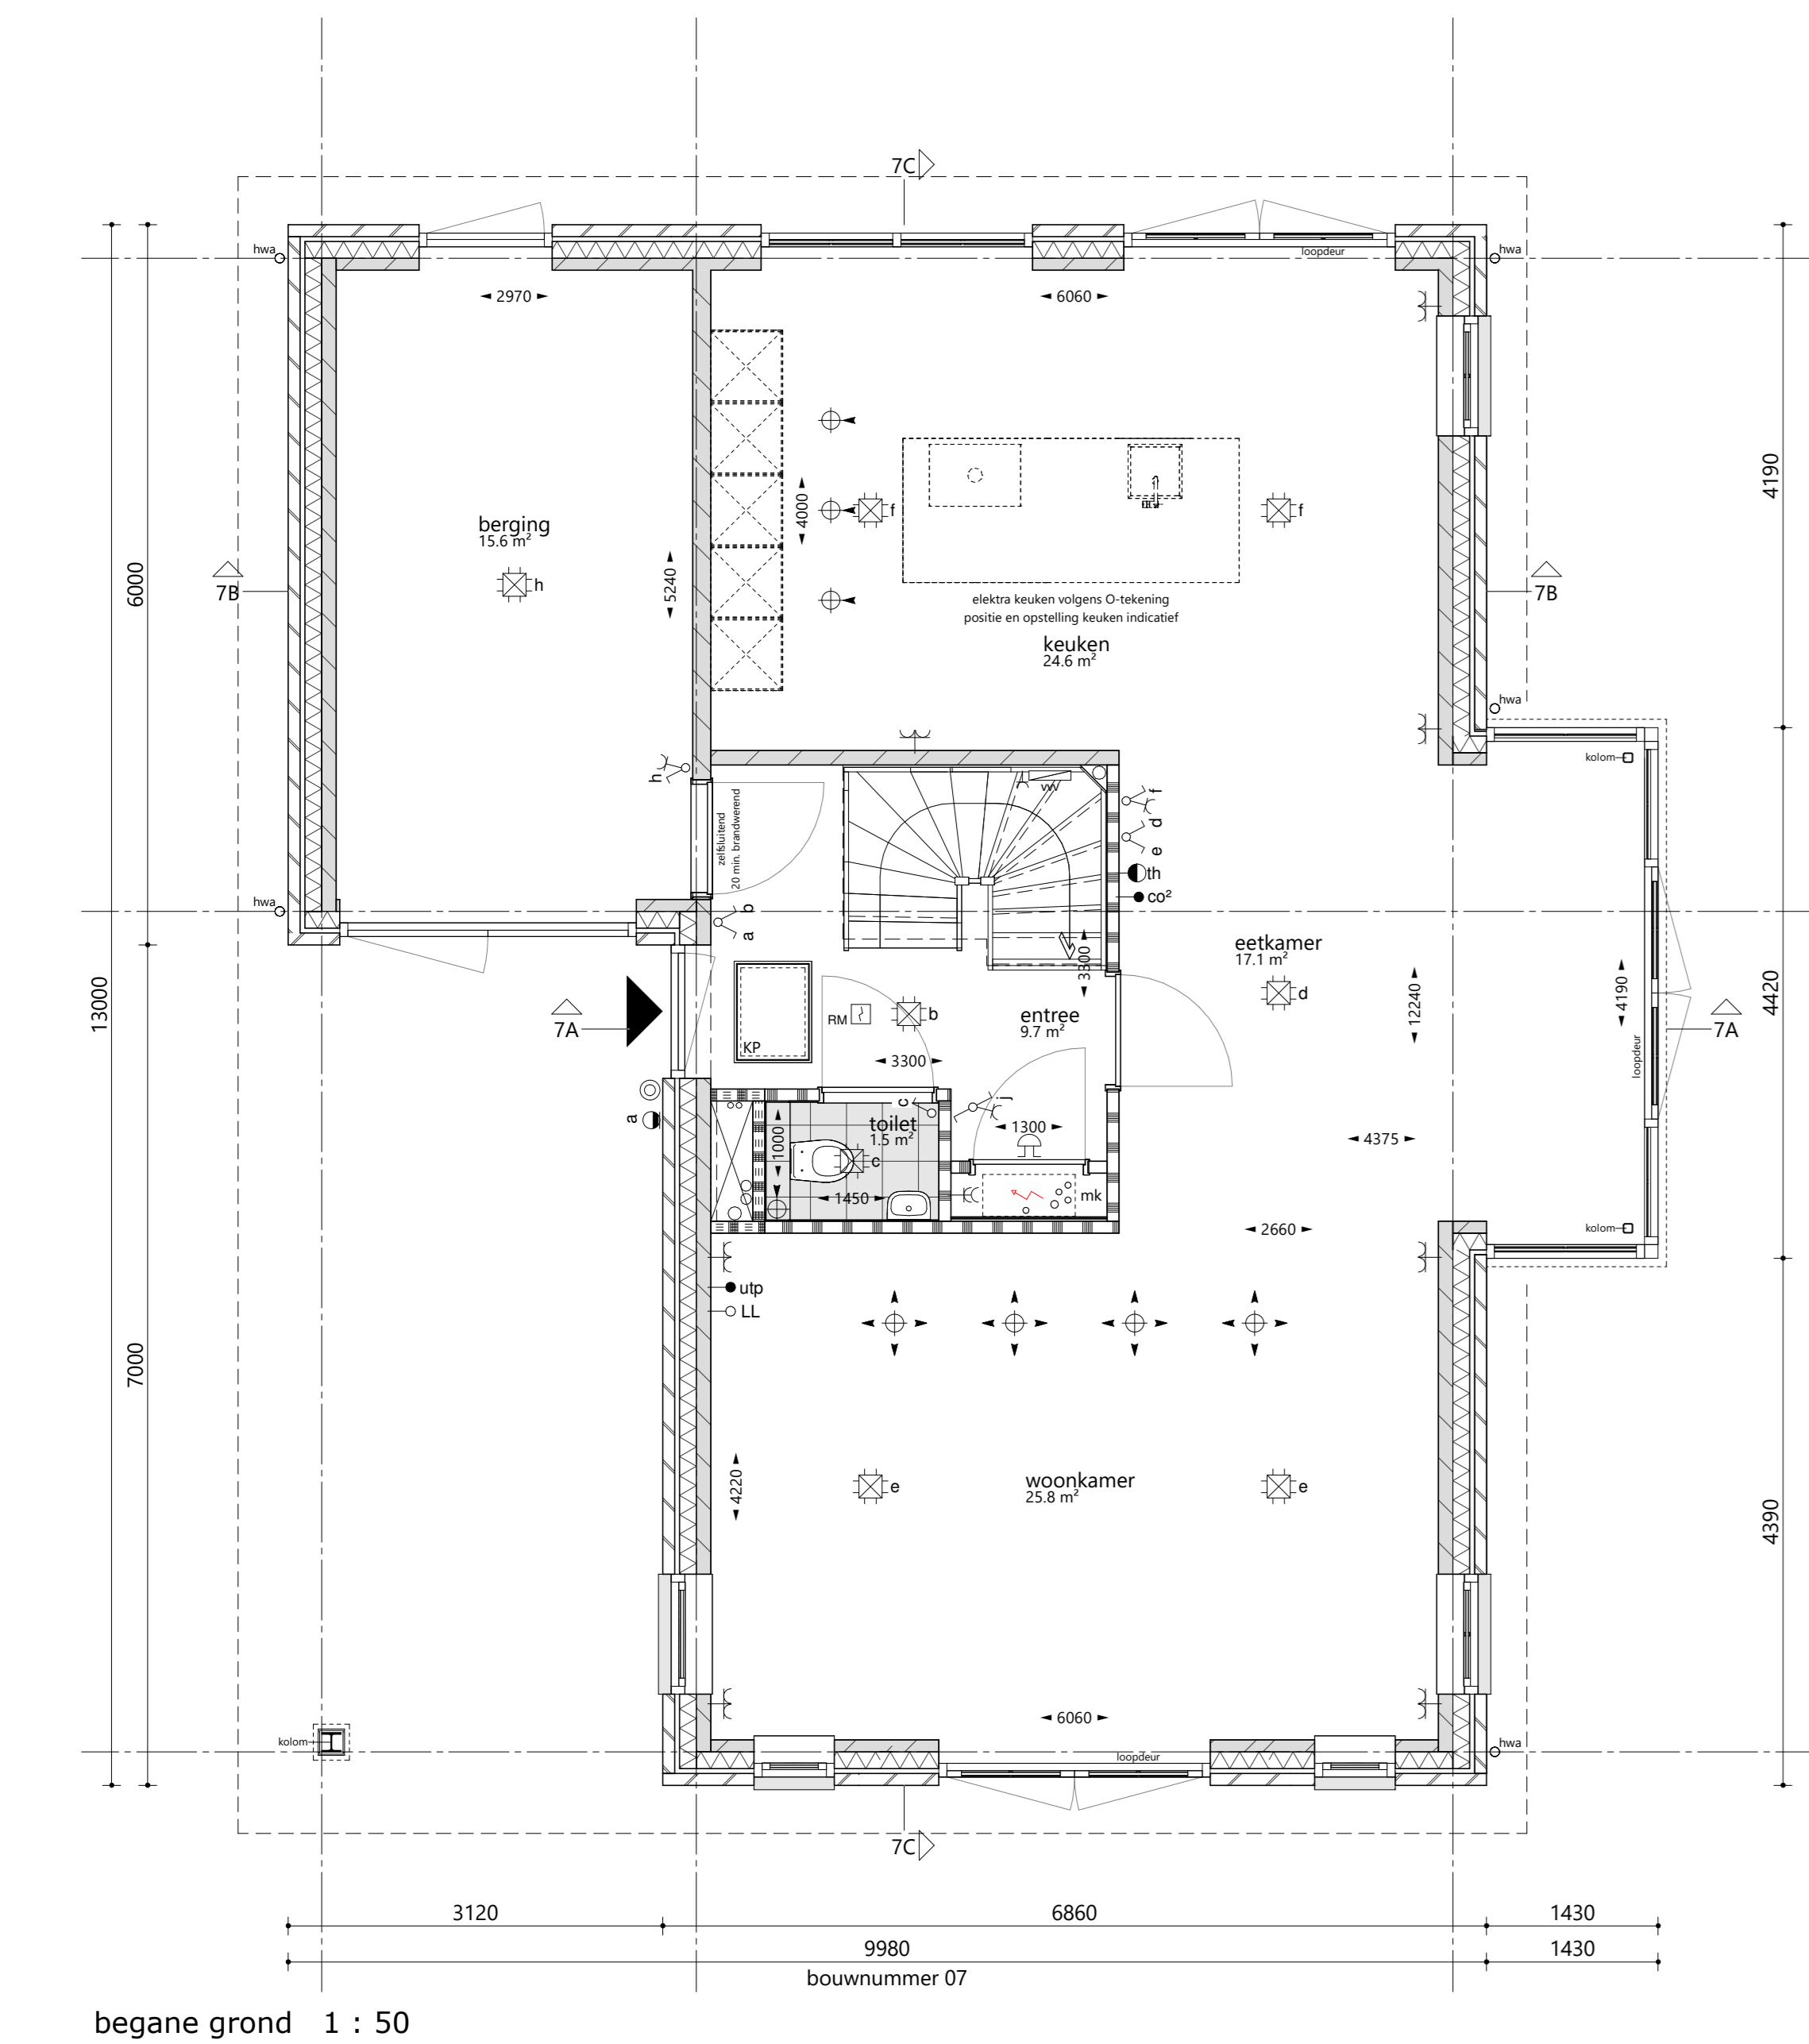 7C
loopdeur
hwa
hwa
2970
6060
4190
6000
berging
15.6 m²
h
5240
4000
f
f
7B
7B
elektra keuken volgens O-tekening
positie en opstelling keuken indicatief
keuken
24.6 m²
hwa
kolom
h
zelfsluitend
20 min. brandwerend
vvv
f
d
e
th
co²
hwa
b
a
3300
eetkamer
17.1 m²
d
12240
4190
4420
13000
7A
7A
RM
b
entree
9.7 m²
KP
3300
loopdeur
a
c
j
toilet
1.5 m²
1000
c
1450
1300
mk
4375
2660
kolom
utp
LL
7000
4220
e
woonkamer
25.8 m²
e
4390
6060
kolom
loopdeur
hwa
7C
3120
6860
1430
9980
1430
bouwnummer 07
begane grond 1 : 50